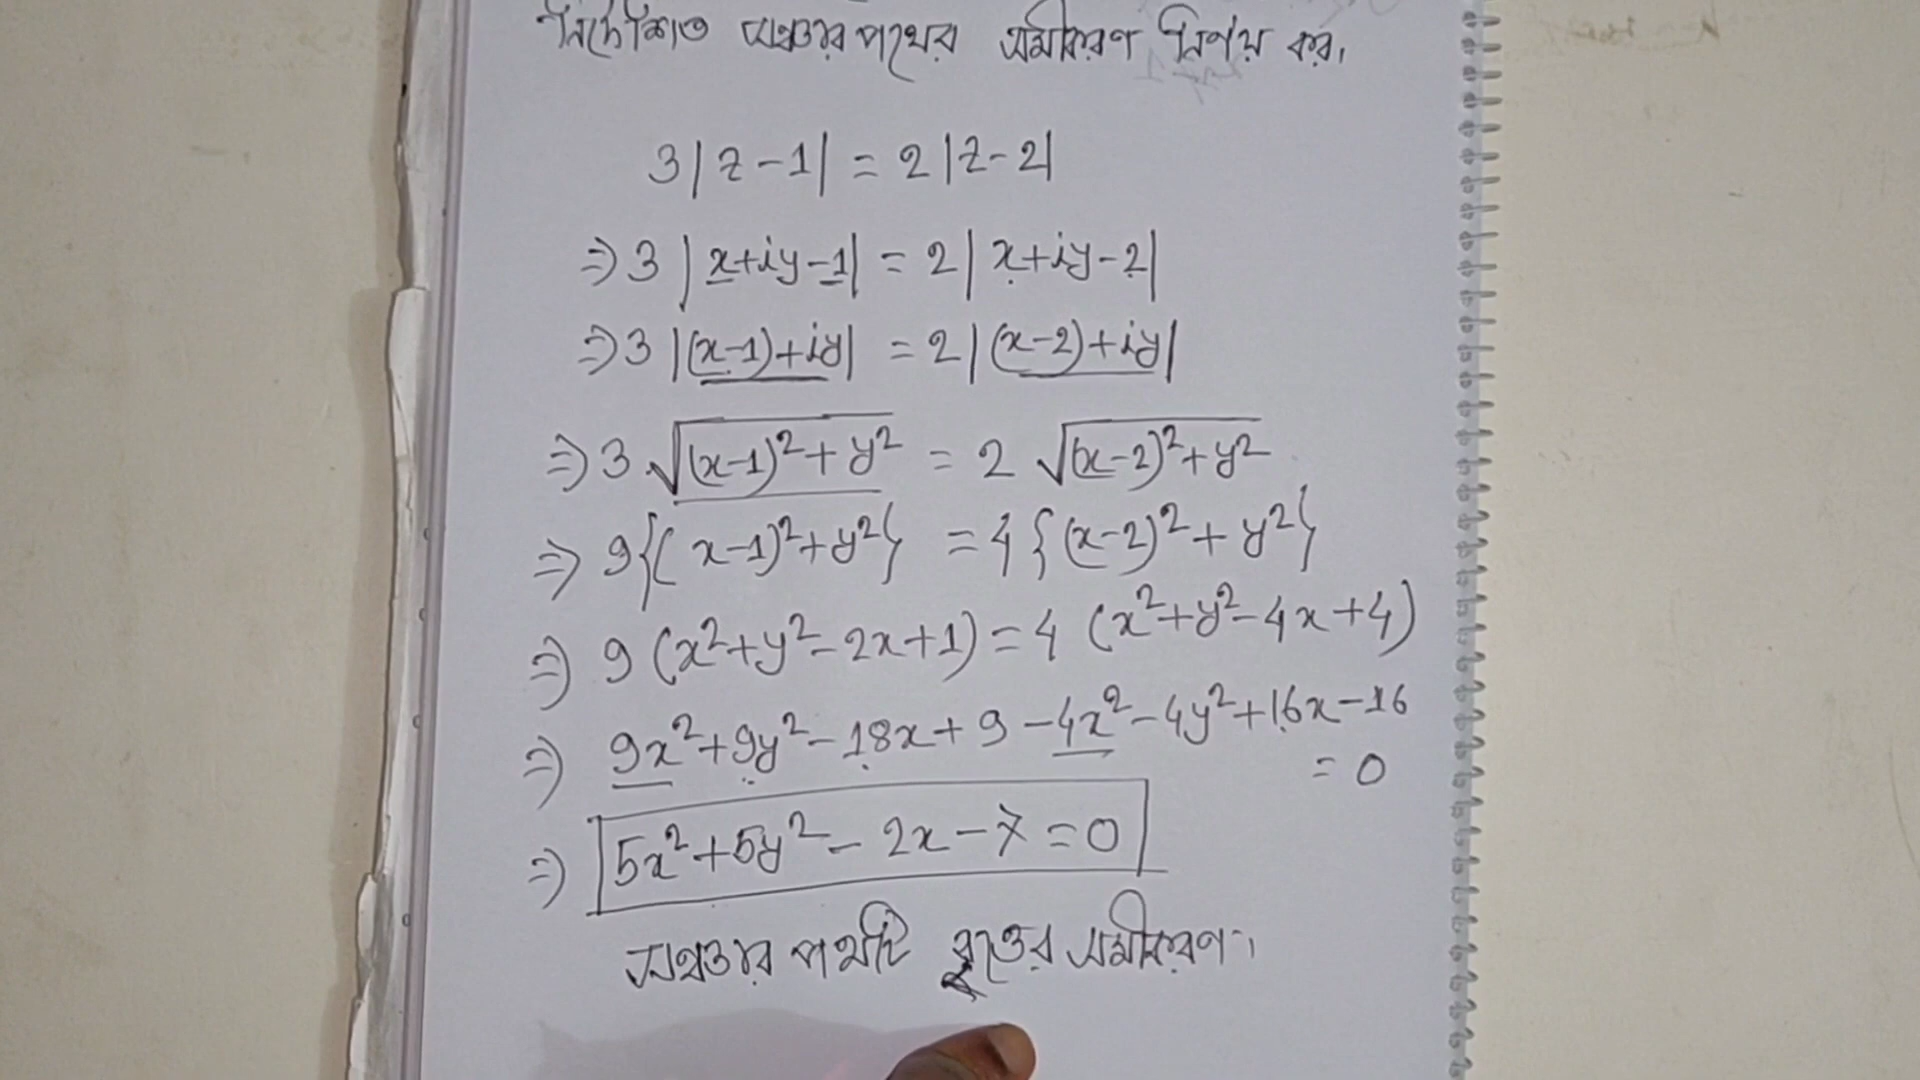 নির্দেশিত সঞ্চারপথের সমীকরণ নির্ণয় কর।
3|z-1| = 2|z-2|
⇒ 3|x+iy-1| = 2|x+iy-2|
⇒ 3|(x-1)+iy| = 2|(x-2)+iy|
⇒ 3√((x-1)²+y²) = 2√((x-2)²+y²)
⇒ 9{(x-1)²+y²} = 4{(x-2)²+y²}
⇒ 9(x²+y²-2x+1) = 4(x²+y²-4x+4)
⇒ 9x²+9y²-18x+9-4x²-4y²+16x-16
= 0
⇒ 5x²+5y²-2x-7=0
সঞ্চার পথটি বৃত্তের সমীকরণ।